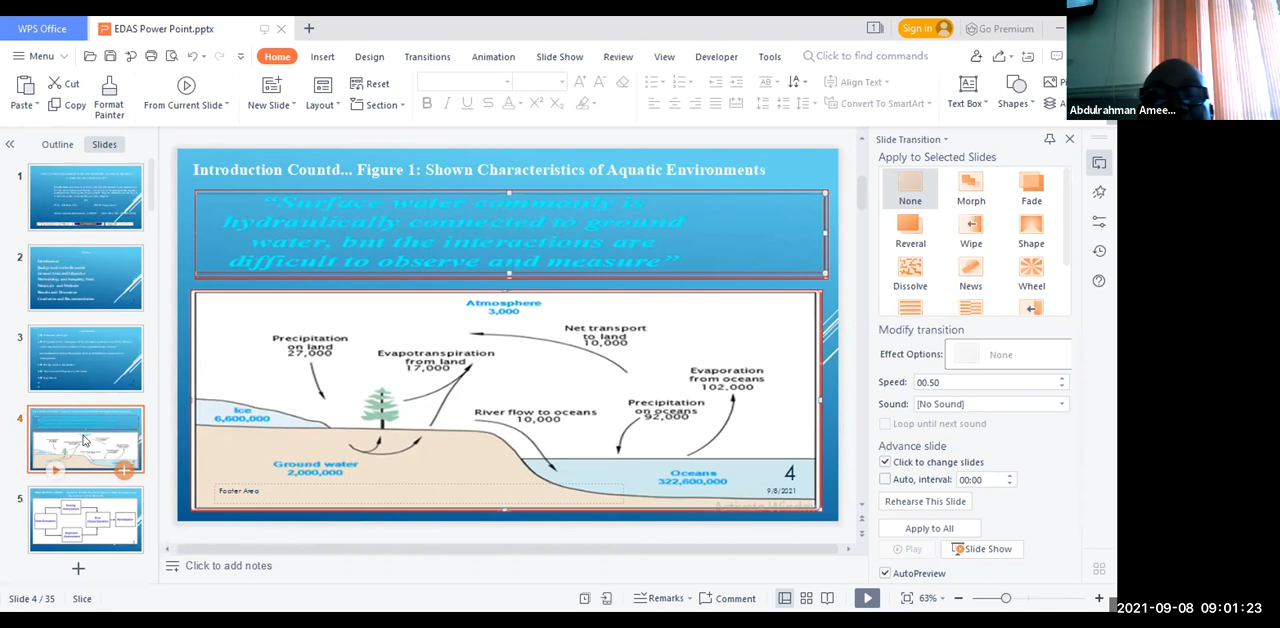 WPS Office
EDAS Power Point.pptx
1
Sign in
Go Premium
Menu
Home
Insert
Design
Transitions
Animation
Slide Show
Review
View
Developer
Tools
Click to find commands
Paste
Cut
Copy
Format
Painter
From Current Slide
New Slide
Layout
Reset
Section
B I U S A X² X₂
Align Text
Convert To SmartArt
Text Box
Shapes
Abdulrahman Amee...
Outline
Slides
1
2
3
4
5
Introduction Countd... Figure 1: Shown Characteristics of Aquatic Environments
“Surface water commonly is
hydraulically connected to ground
water, but the interactions are
difficult to observe and measure”
Atmosphere
3,000
Precipitation
on land
27,000
Evapotranspiration
from land
17,000
Net transport
to land
10,000
Evaporation
from oceans
102,000
River flow to oceans
10,000
Precipitation
on oceans
92,000
Ice
6,600,000
Ground water
2,000,000
Oceans
322,600,000
4
Footer Area
9/8/2021
Slide Transition
Apply to Selected Slides
None
Morph
Fade
Reveral
Wipe
Shape
Dissolve
News
Wheel
Modify transition
Effect Options:
None
Speed:
00.50
Sound:
[No Sound]
Loop until next sound
Advance slide
Click to change slides
Auto, interval:
00:00
Rehearse This Slide
Apply to All
Play
Slide Show
AutoPreview
Click to add notes
Slide 4 / 35
Slice
Remarks
Comment
63%
2021-09-08 09:01:23